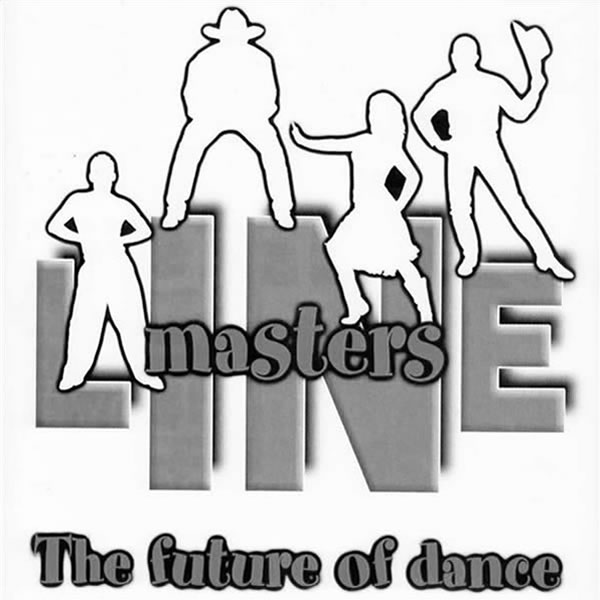 LINE
masters
The future of dance